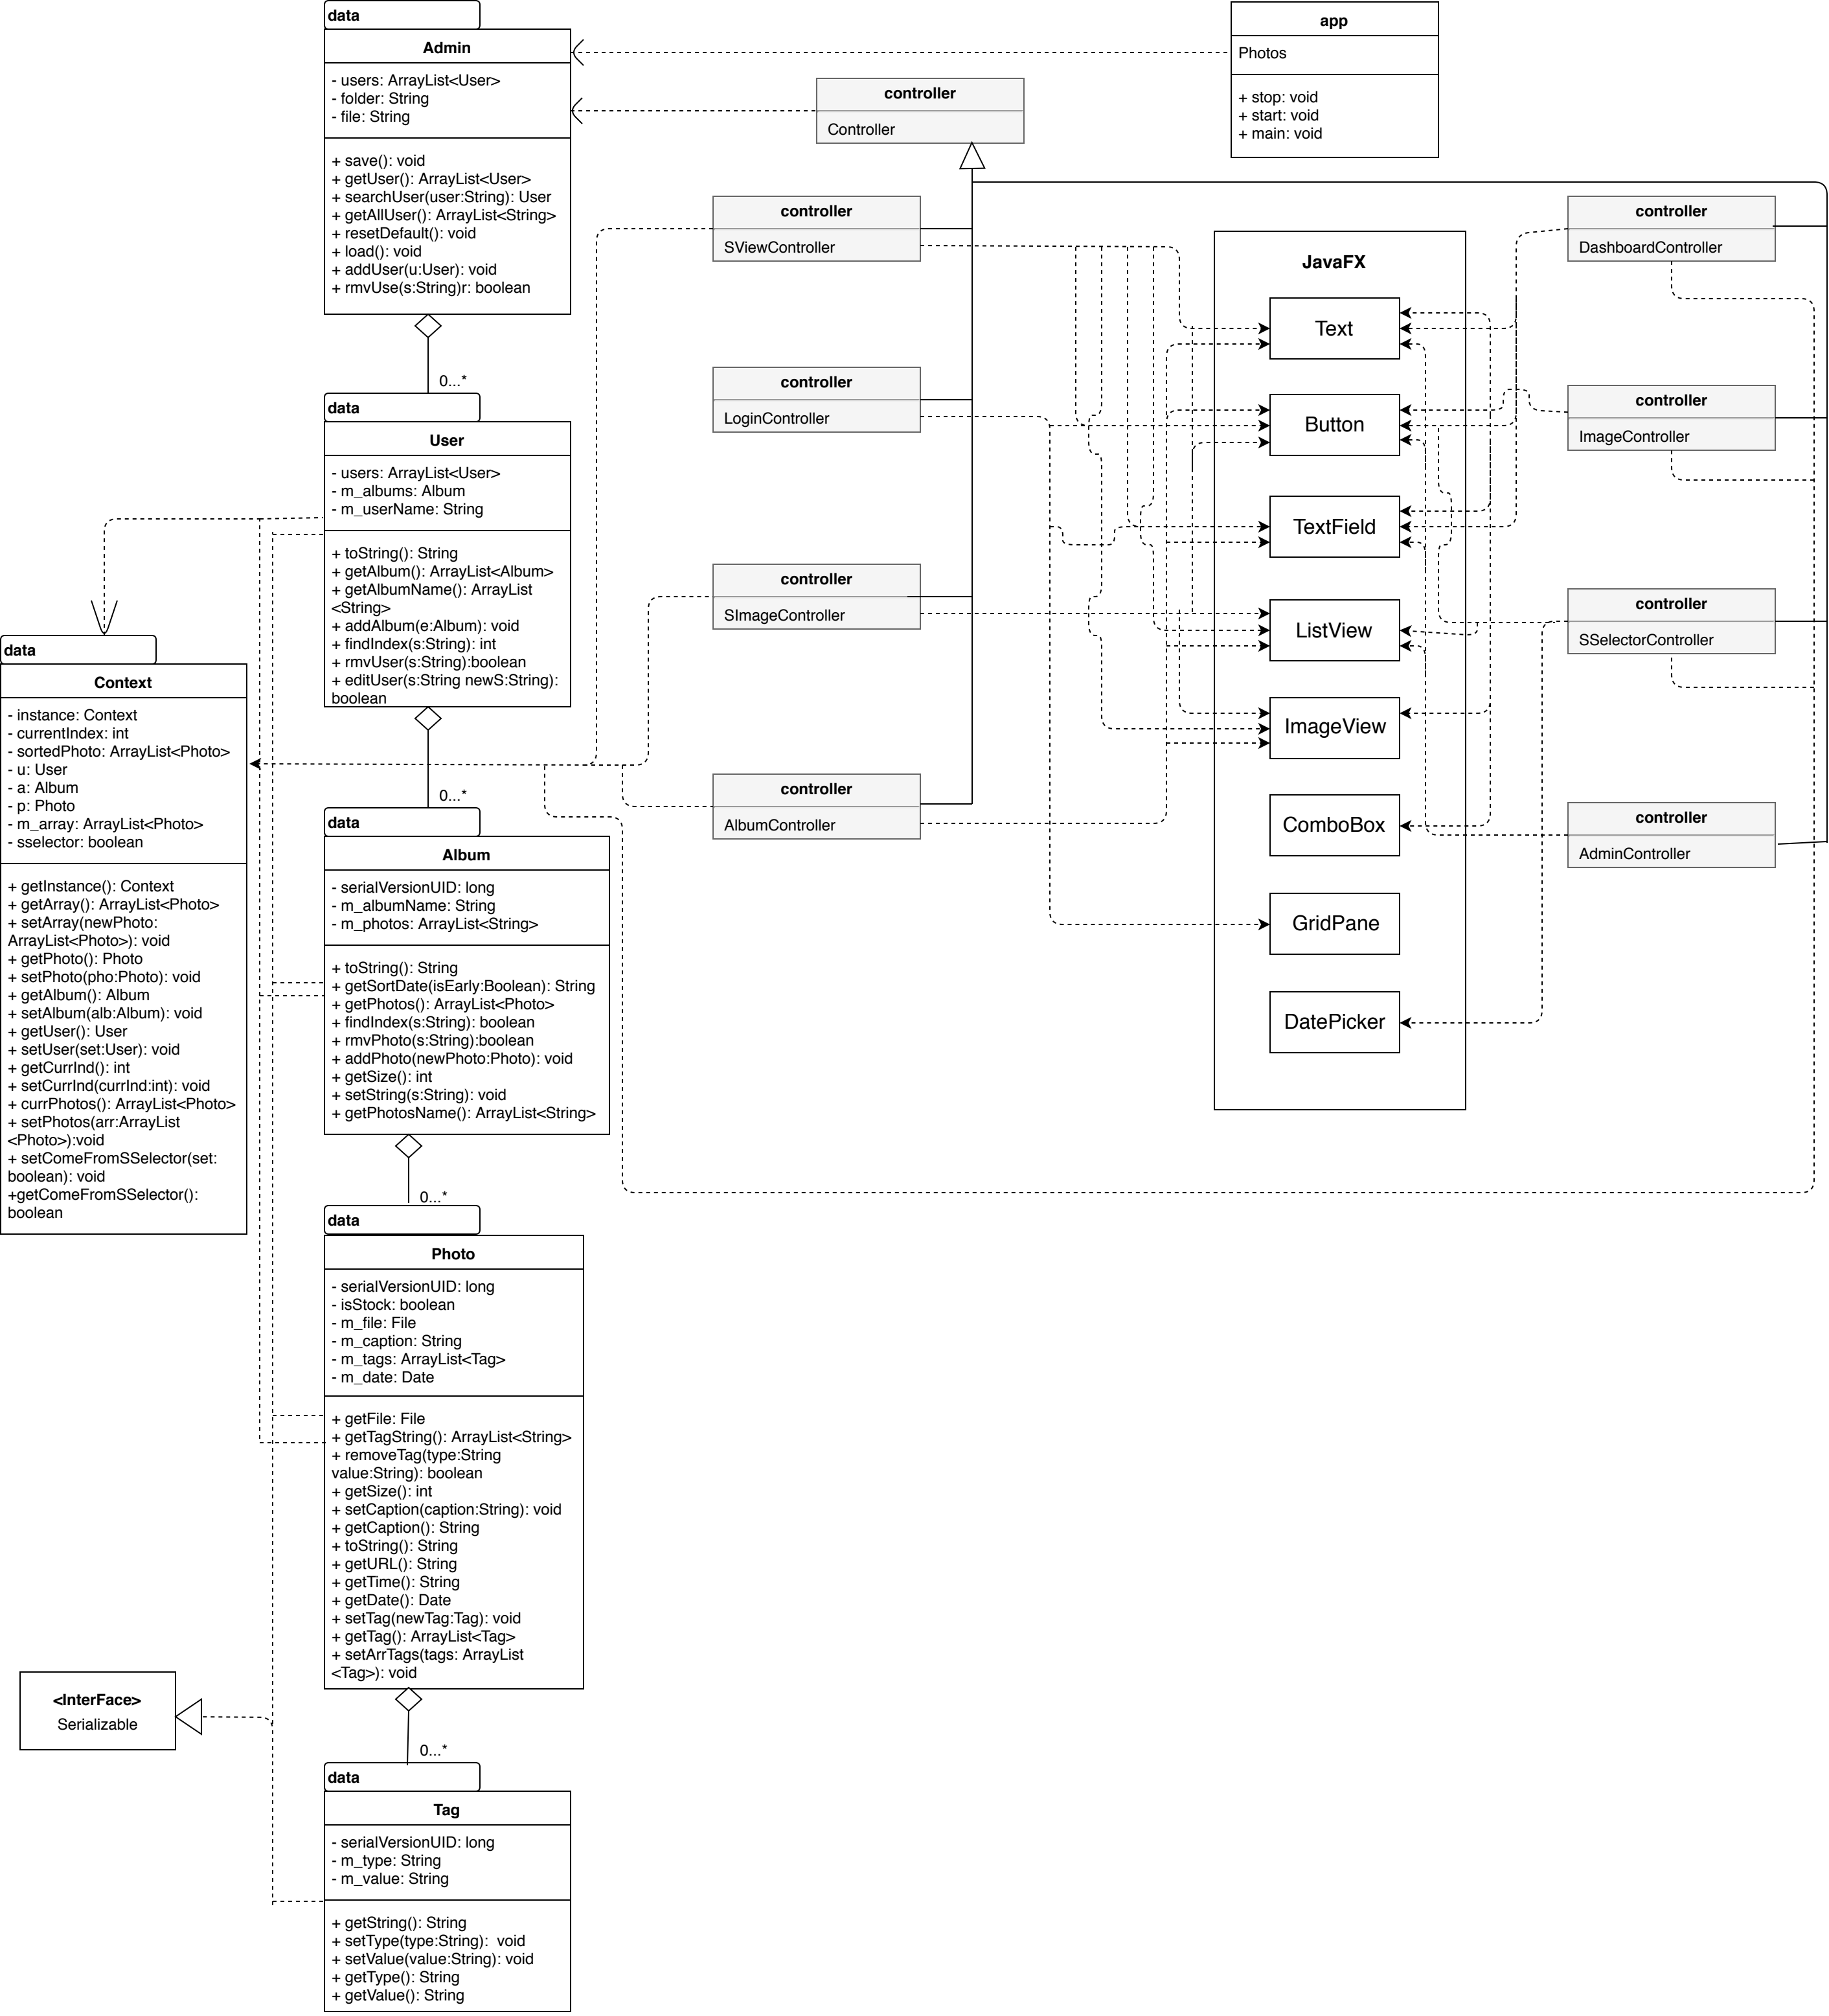 data
Admin
- users: ArrayList<User>
- folder: String
- file: String
+ save(): void
+ getUser(): ArrayList<User>
+ searchUser(user:String): User
+ getAllUser(): ArrayList<String>
+ resetDefault(): void
+ load(): void
+ addUser(u:User): void
+ rmvUse(s:String)r: boolean
0...*
data
User
- users: ArrayList<User>
- m_albums: Album
- m_userName: String
+ toString(): String
+ getAlbum(): ArrayList<Album>
+ getAlbumName(): ArrayList
<String>
+ addAlbum(e:Album): void
+ findIndex(s:String): int
+ rmvUser(s:String):boolean
+ editUser(s:String newS:String):
boolean
0...*
data
Context
- instance: Context
- currentIndex: int
- sortedPhoto: ArrayList<Photo>
- u: User
- a: Album
- p: Photo
- m_array: ArrayList<Photo>
- sselector: boolean
+ getInstance(): Context
+ getArray(): ArrayList<Photo>
+ setArray(newPhoto:
ArrayList<Photo>): void
+ getPhoto(): Photo
+ setPhoto(pho:Photo): void
+ getAlbum(): Album
+ setAlbum(alb:Album): void
+ getUser(): User
+ setUser(set:User): void
+ getCurrInd(): int
+ setCurrInd(currInd:int): void
+ currPhotos(): ArrayList<Photo>
+ setPhotos(arr:ArrayList
<Photo>):void
+ setComeFromSSelector(set:
boolean): void
+getComeFromSSelector():
boolean
data
Album
- serialVersionUID: long
- m_albumName: String
- m_photos: ArrayList<String>
+ toString(): String
+ getSortDate(isEarly:Boolean): String
+ getPhotos(): ArrayList<Photo>
+ findIndex(s:String): boolean
+ rmvPhoto(s:String):boolean
+ addPhoto(newPhoto:Photo): void
+ getSize(): int
+ setString(s:String): void
+ getPhotosName(): ArrayList<String>
0...*
data
Photo
- serialVersionUID: long
- isStock: boolean
- m_file: File
- m_caption: String
- m_tags: ArrayList<Tag>
- m_date: Date
+ getFile: File
+ getTagString(): ArrayList<String>
+ removeTag(type:String
value:String): boolean
+ getSize(): int
+ setCaption(caption:String): void
+ getCaption(): String
+ toString(): String
+ getURL(): String
+ getTime(): String
+ getDate(): Date
+ setTag(newTag:Tag): void
+ getTag(): ArrayList<Tag>
+ setArrTags(tags: ArrayList
<Tag>): void
0...*
<InterFace>
Serializable
data
Tag
- serialVersionUID: long
- m_type: String
- m_value: String
+ getString(): String
+ setType(type:String):  void
+ setValue(value:String): void
+ getType(): String
+ getValue(): String
app
Photos
+ stop: void
+ start: void
+ main: void
controller
Controller
controller
SViewController
controller
LoginController
controller
SImageController
controller
AlbumController
JavaFX
Text
Button
TextField
ListView
ImageView
ComboBox
GridPane
DatePicker
controller
DashboardController
controller
ImageController
controller
SSelectorController
controller
AdminController